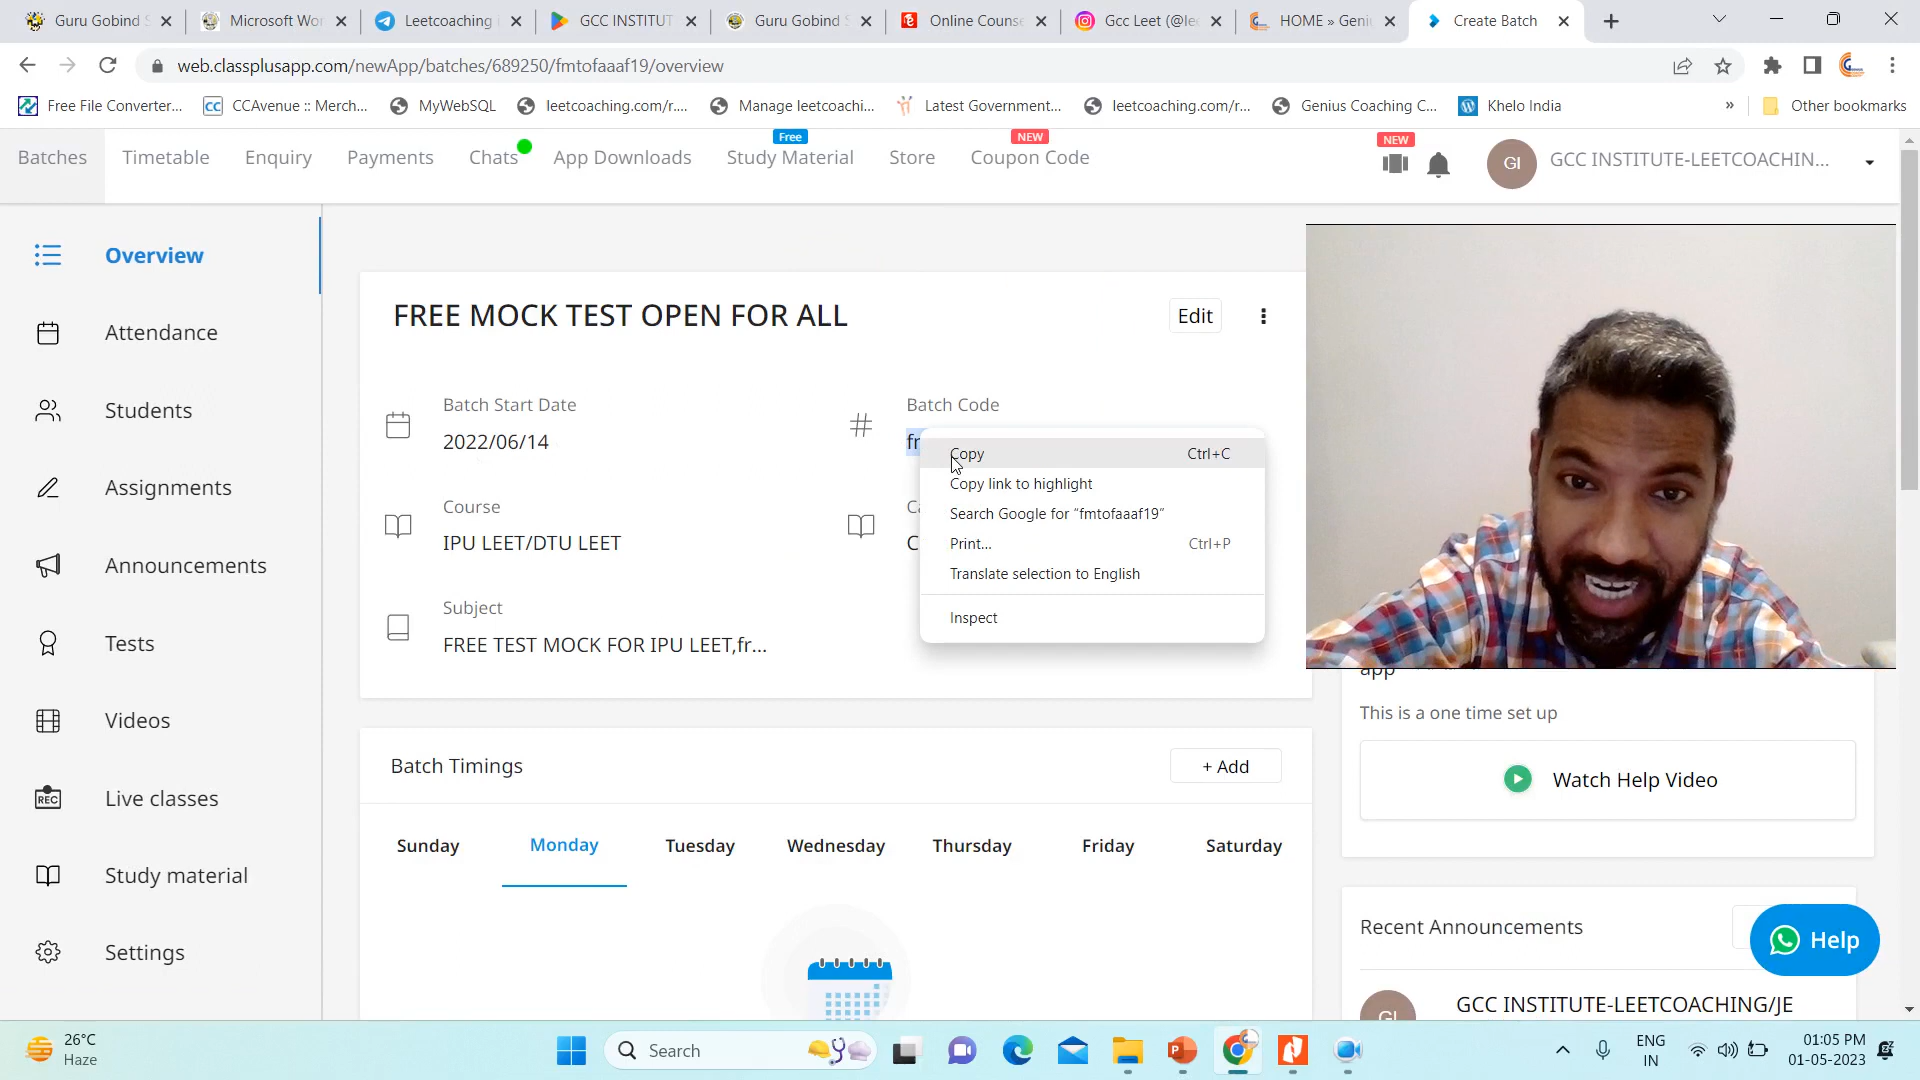 Guru Gobind S
Microsoft Wor
Leetcoaching i
GCC INSTITUT
Guru Gobind S
Online Counse
Gcc Leet (@lee
HOME » Geni
Create Batch
web.classplusapp.com/newApp/batches/689250/fmtofaaaf19/overview
Free File Converter...
CCAvenue :: Merch...
MyWebSQL
leetcoaching.com/r....
Manage leetcoachi...
Latest Government...
leetcoaching.com/r...
Genius Coaching C...
Khelo India
»
Other bookmarks
Batches
Timetable
Enquiry
Payments
Chats
App Downloads
Free
Study Material
Store
NEW
Coupon Code
NEW
GI
GCC INSTITUTE-LEETCOACHIN...
Overview
Attendance
Students
Assignments
Announcements
Tests
Videos
REC
Live classes
Study material
Settings
FREE MOCK TEST OPEN FOR ALL
Edit
Batch Start Date
2022/06/14
Batch Code
Course
IPU LEET/DTU LEET
Subject
FREE TEST MOCK FOR IPU LEET,fr...
Copy Ctrl+C
Copy link to highlight
Search Google for “fmtofaaaf19”
Print... Ctrl+P
Translate selection to English
Inspect
app
This is a one time set up
Watch Help Video
Batch Timings
+ Add
Sunday
Monday
Tuesday
Wednesday
Thursday
Friday
Saturday
Recent Announcements
Help
GCC INSTITUTE-LEETCOACHING/JE
26°C
Haze
Search
ENG
IN
01:05 PM
01-05-2023